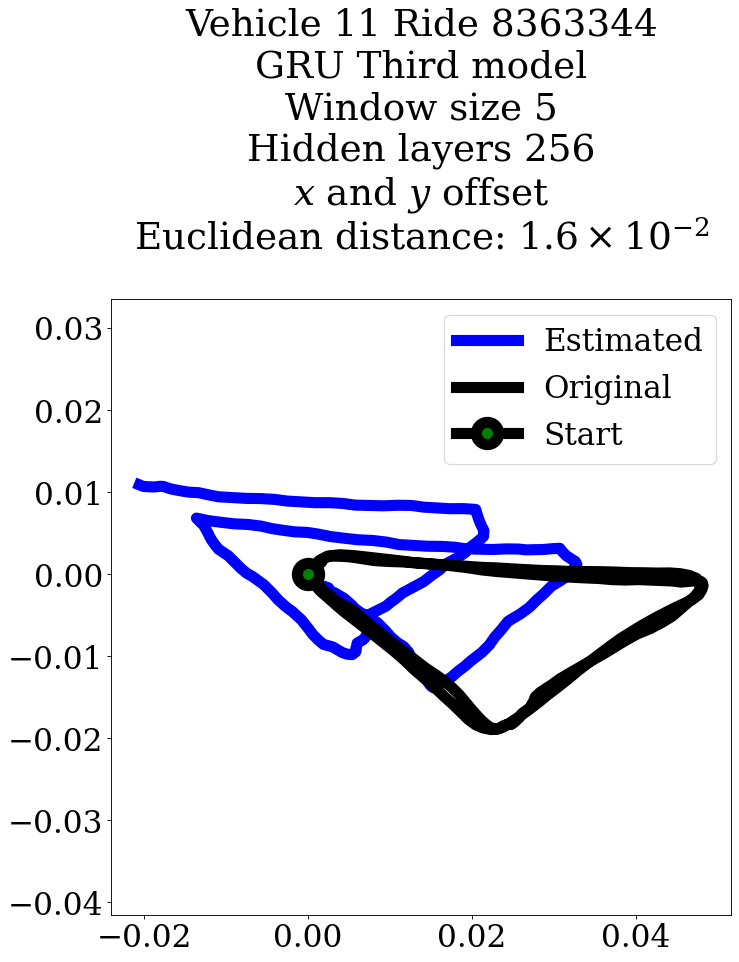 Vehicle 11 Ride 8363344
GRU Third model
Window size 5
Hidden layers 256
x and y offset
Euclidean distance: 1.6 × 10⁻²
Estimated
Original
Start
0.03
0.02
0.01
0.00
−0.01
−0.02
−0.03
−0.04
−0.02 0.00 0.02 0.04